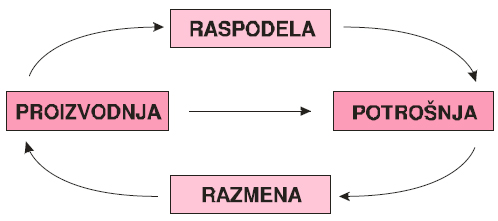 RASPODELA
PROIZVODNJA
POTROŠNJA
RAZMENA